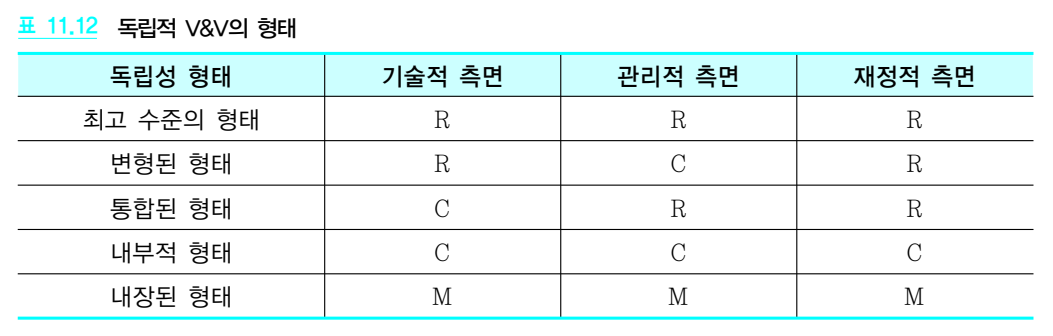 표 11.12 독립적 V&V의 형태
독립성 형태 기술적 측면 관리적 측면 재정적 측면
최고 수준의 형태 R R R
변형된 형태 R C R
통합된 형태 C R R
내부적 형태 C C C
내장된 형태 M M M